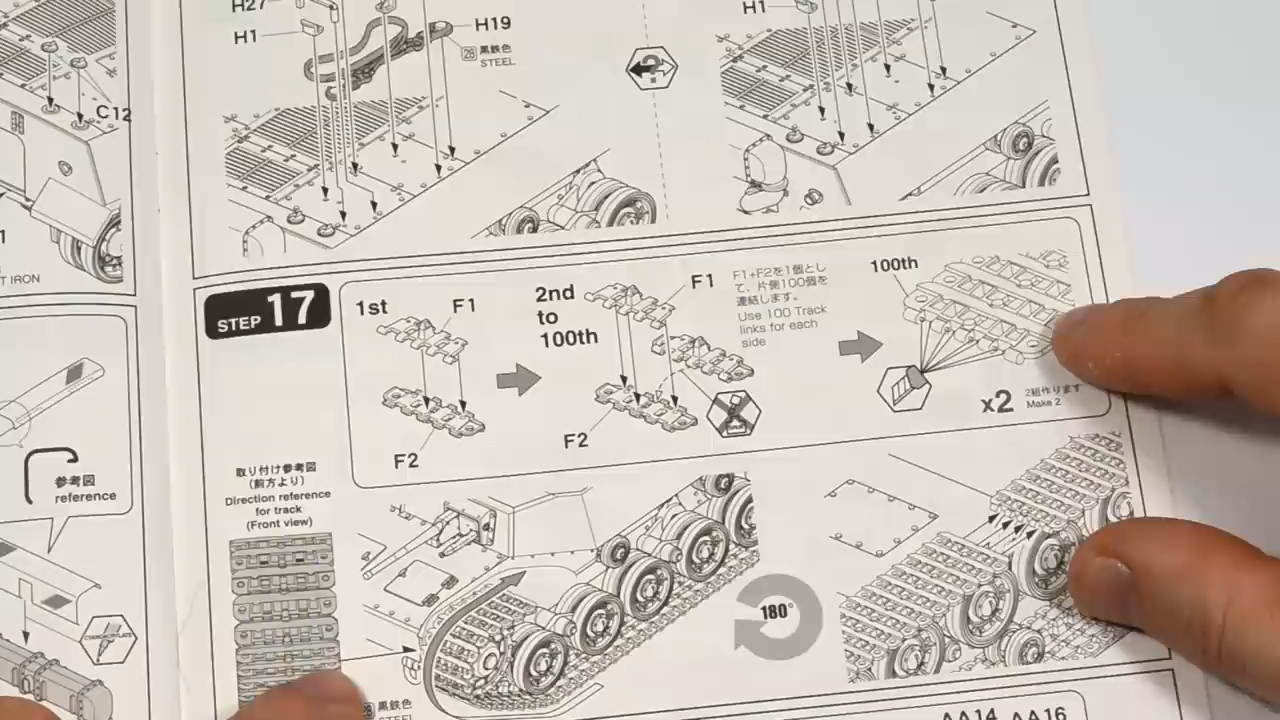 H27
H1
H19
28 黒鉄色
STEEL
?
H1
C12
1
T IRON
STEP 17
1st
F1
F2
2nd
to
100th
F1
F2
F1+F2を1個とし
て、片側100個を
連結します。
Use 100 Track
links for each
side
100th
x2
2組作ります
Make 2
参考図
reference
取り付け参考図
(前方より)
Direction reference
for track
(Front view)
180°
黒鉄色
STEEL
AA14
AA16